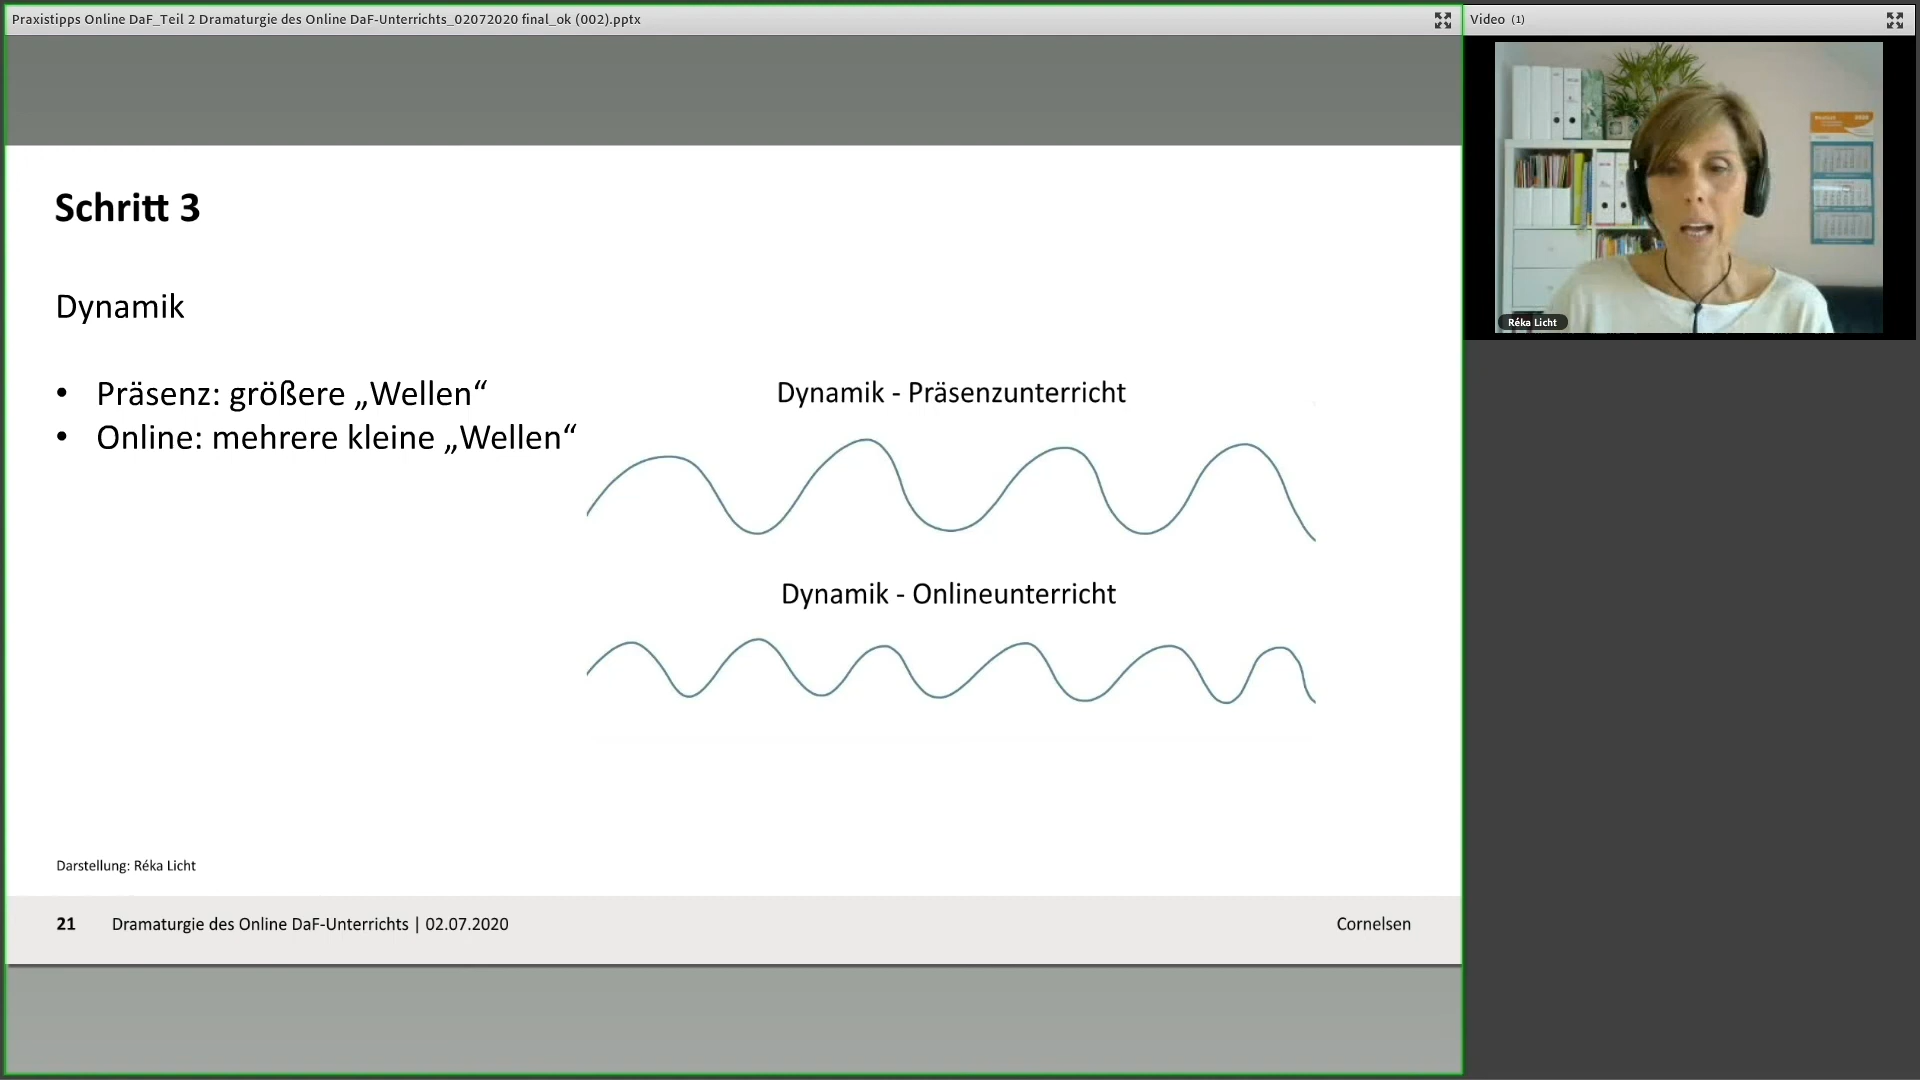 Praxistipps Online DaF_Teil 2 Dramaturgie des Online DaF-Unterrichts_02072020 final_ok (002).pptx
Video (1)
Réka Licht
Schritt 3
Dynamik
• Präsenz: größere „Wellen“
• Online: mehrere kleine „Wellen“
Dynamik - Präsenzunterricht
Dynamik - Onlineunterricht
Darstellung: Réka Licht
21 Dramaturgie des Online DaF-Unterrichts | 02.07.2020
Cornelsen